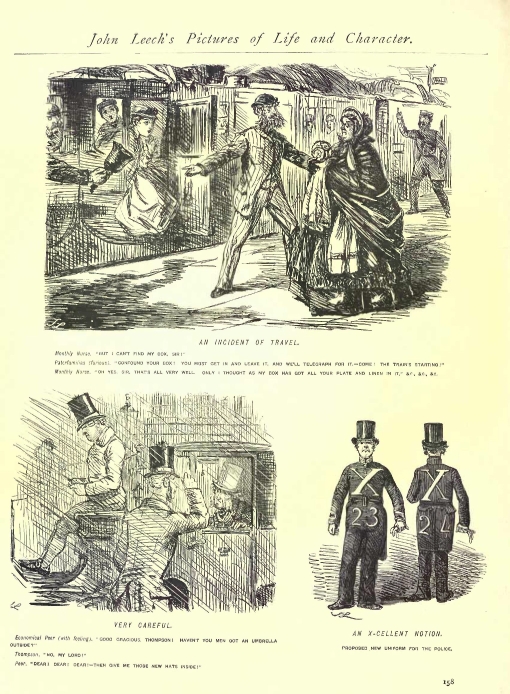 John Leech's Pictures of Life and Character.
AN INCIDENT OF TRAVEL.
Monthly Nurse. "BUT I CAN'T FIND MY BOX, SIR!"
Paterfamilias (furious). "CONFOUND YOUR BOX! YOU MUST GET IN AND LEAVE IT, AND WE'LL TELEGRAPH FOR IT.—COME! THE TRAIN'S STARTING!"
Monthly Nurse. "OH YES, SIR, THAT'S ALL VERY WELL. ONLY I THOUGHT AS MY BOX HAS GOT ALL YOUR PLATE AND LINEN IN IT," &c., &c., &c.
23
X
24
VERY CAREFUL.
Economical Peer (with feeling). "GOOD GRACIOUS, THOMPSON! HAVEN'T YOU MEN GOT AN UMBRELLA
OUTSIDE?"
Thompson. "NO, MY LORD!"
Peer. "DEAR! DEAR! DEAR!—THEN GIVE ME THOSE NEW HATS INSIDE!"
AN X-CELLENT NOTION.
PROPOSED NEW UNIFORM FOR THE POLICE.
158